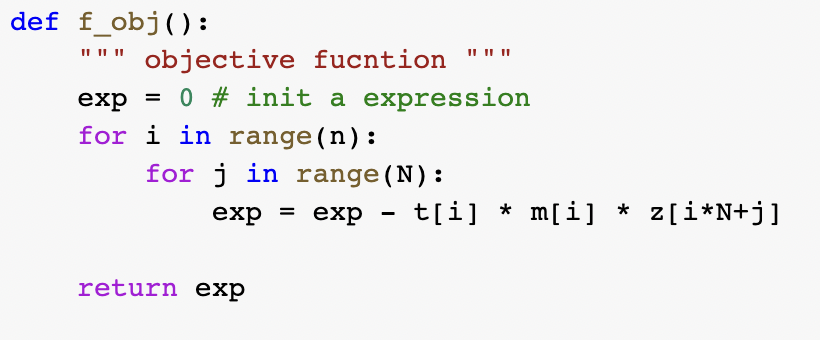 def f_obj():
    """ objective fucntion """
    exp = 0 # init a expression
    for i in range(n):
        for j in range(N):
            exp = exp - t[i] * m[i] * z[i*N+j]
    return exp